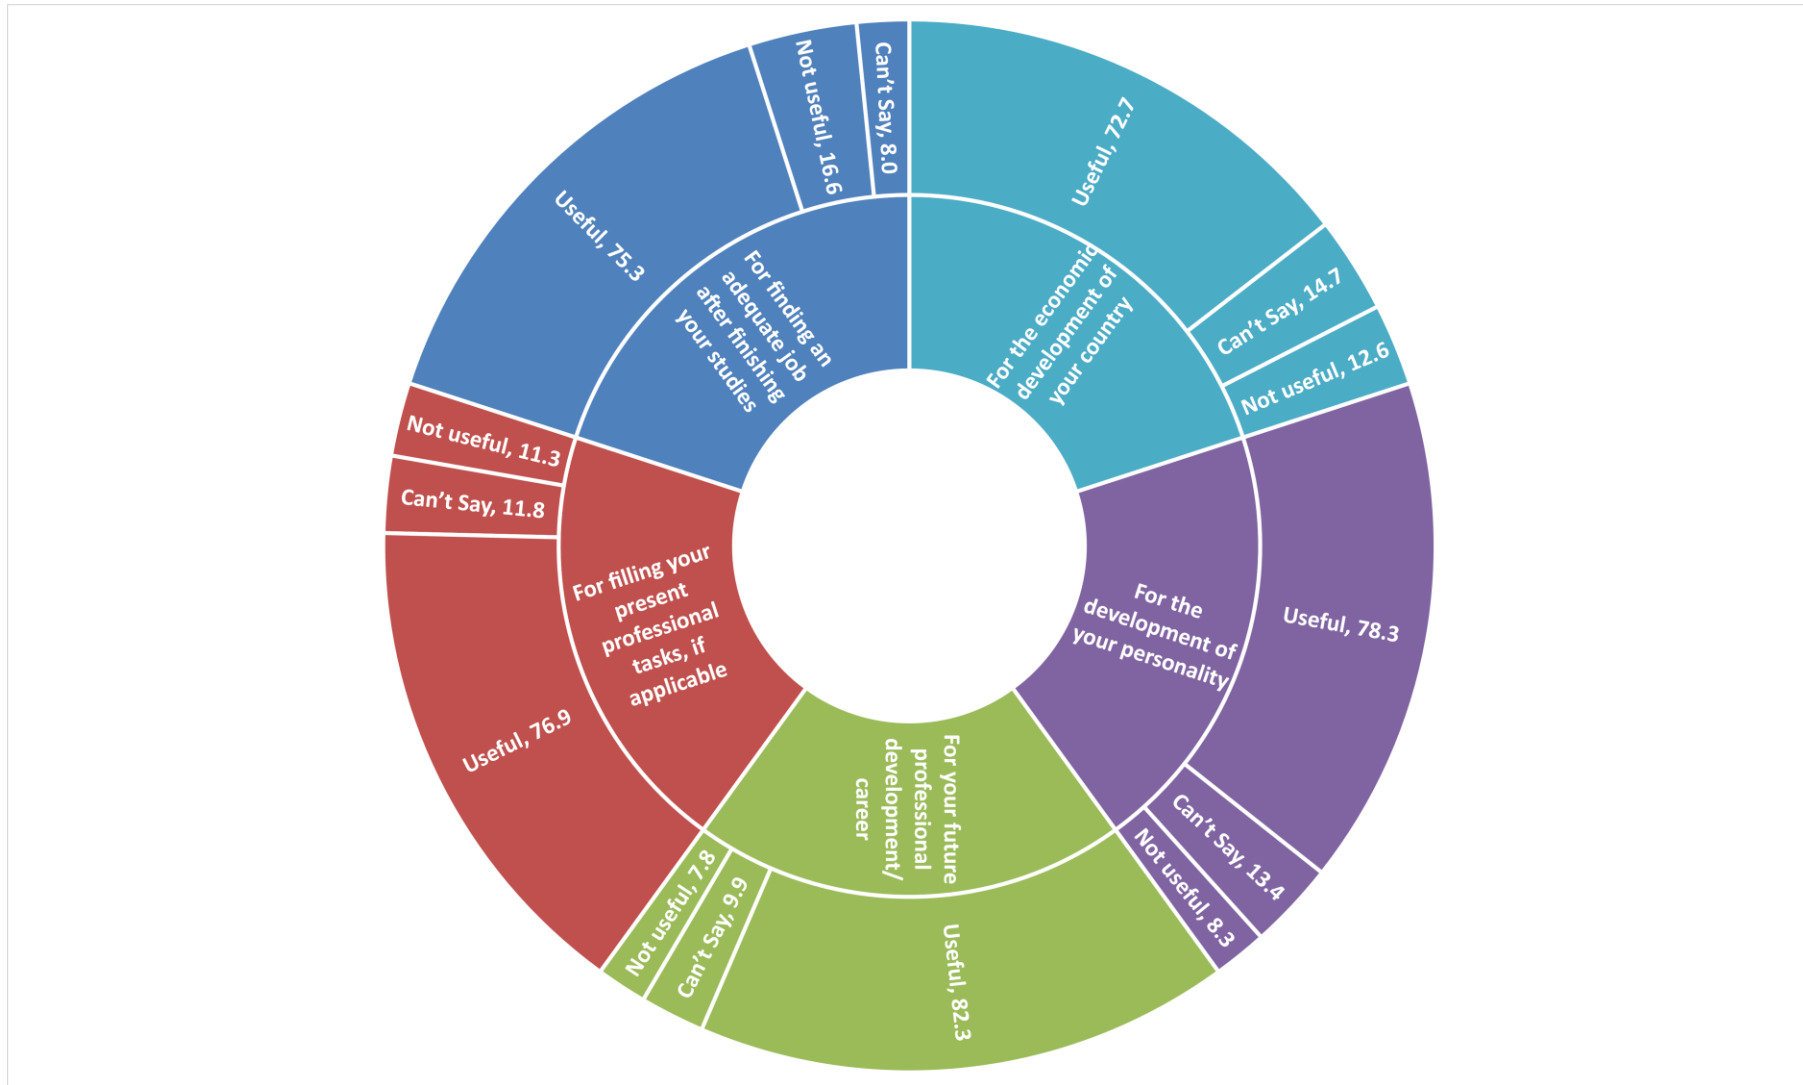 Useful, 72.7
Can’t Say, 14.7
Not useful, 12.6
For the economic
development of
your country
Useful, 78.3
Can’t Say, 13.4
Not useful, 8.3
For the
development of
your personality
Useful, 82.3
Can’t Say, 9.9
Not useful, 7.8
For your future
professional
development/
career
Useful, 76.9
Can’t Say, 11.8
Not useful, 11.3
For filling your
present
professional
tasks, if
applicable
Useful, 75.3
Not useful, 16.6
Can’t Say, 8.0
For finding an
adequate job
after finishing
your studies